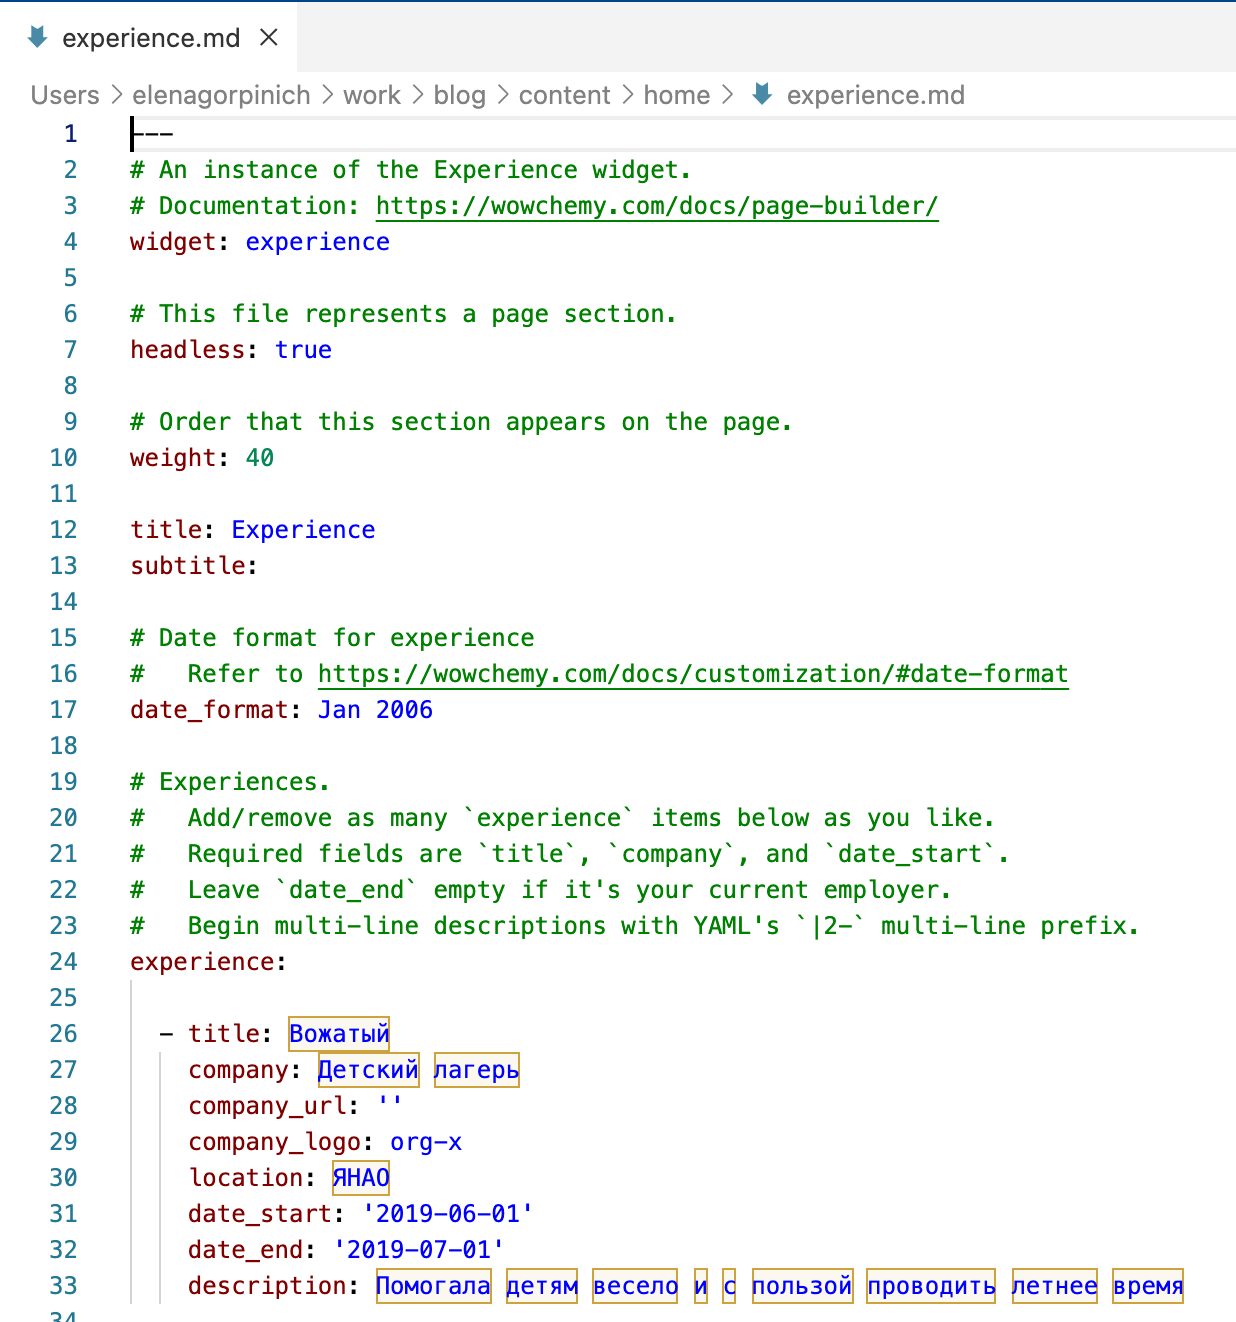 experience.md ×
Users > elenagorpinich > work > blog > content > home > experience.md
1 ---
2 # An instance of the Experience widget.
3 # Documentation: https://wowchemy.com/docs/page-builder/
4 widget: experience
5
6 # This file represents a page section.
7 headless: true
8
9 # Order that this section appears on the page.
10 weight: 40
11
12 title: Experience
13 subtitle:
14
15 # Date format for experience
16 #   Refer to https://wowchemy.com/docs/customization/#date-format
17 date_format: Jan 2006
18
19 # Experiences.
20 #   Add/remove as many `experience` items below as you like.
21 #   Required fields are `title`, `company`, and `date_start`.
22 #   Leave `date_end` empty if it's your current employer.
23 #   Begin multi-line descriptions with YAML's `|2-` multi-line prefix.
24 experience:
25
26   - title: Вожатый
27     company: Детский лагерь
28     company_url: ''
29     company_logo: org-x
30     location: ЯНАО
31     date_start: '2019-06-01'
32     date_end: '2019-07-01'
33     description: Помогала детям весело и с пользой проводить летнее время
34